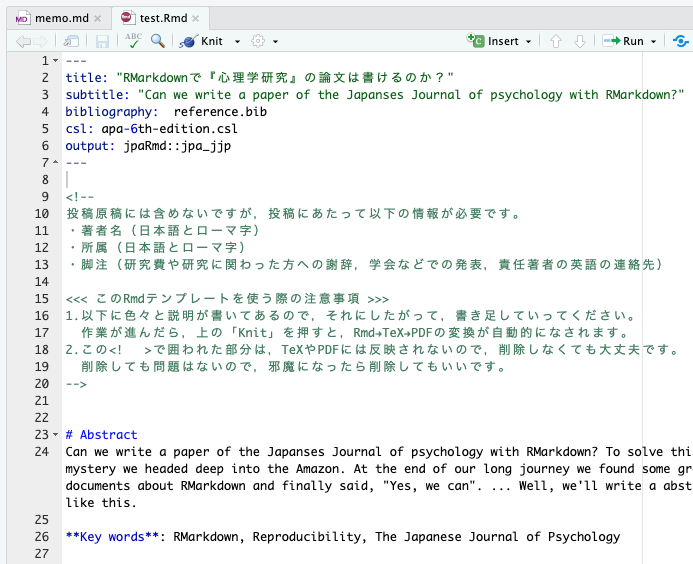 memo.md
test.Rmd
ABC
Knit
Insert
Run
1 ---
2 title: "RMarkdownで『心理学研究』の論文は書けるのか？"
3 subtitle: "Can we write a paper of the Japanses Journal of psychology with RMarkdown?"
4 bibliography:  reference.bib
5 csl: apa-6th-edition.csl
6 output: jpaRmd::jpa_jjp
7 ---
8
9 <!--
10 投稿原稿には含めないですが，投稿にあたって以下の情報が必要です。
11 ・著者名（日本語とローマ字）
12 ・所属（日本語とローマ字）
13 ・脚注（研究費や研究に関わった方への謝辞，学会などでの発表，責任著者の英語の連絡先）
14
15 <<< このRmdテンプレートを使う際の注意事項 >>>
16 1.以下に色々と説明が書いてあるので，それにしたがって，書き足していってください。
17 作業が進んだら，上の「Knit」を押すと，Rmd→TeX→PDFの変換が自動的になされます。
18 2.この<!   >で囲われた部分は，TeXやPDFには反映されないので，削除しなくても大丈夫です。
19 削除しても問題はないので，邪魔になったら削除してもいいです。
20 -->
21
22
23 # Abstract
24 Can we write a paper of the Japanses Journal of psychology with RMarkdown? To solve thi
mystery we headed deep into the Amazon. At the end of our long journey we found some gr
documents about RMarkdown and finally said, "Yes, we can". ... Well, we'll write a abst
like this.
25
26 **Key words**: RMarkdown, Reproducibility, The Japanese Journal of Psychology
27